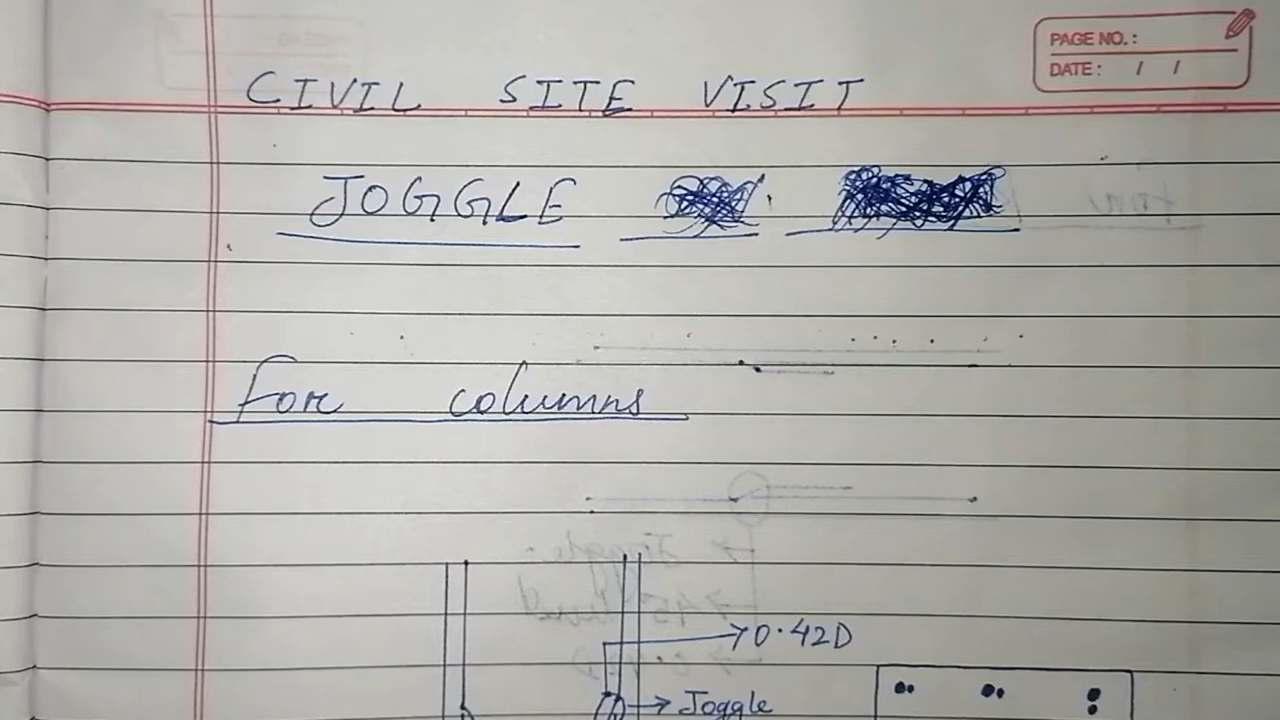 PAGE NO.:
DATE: / /
CIVIL SITE VISIT
JOGGLE
For columns
0.42D
Joggle